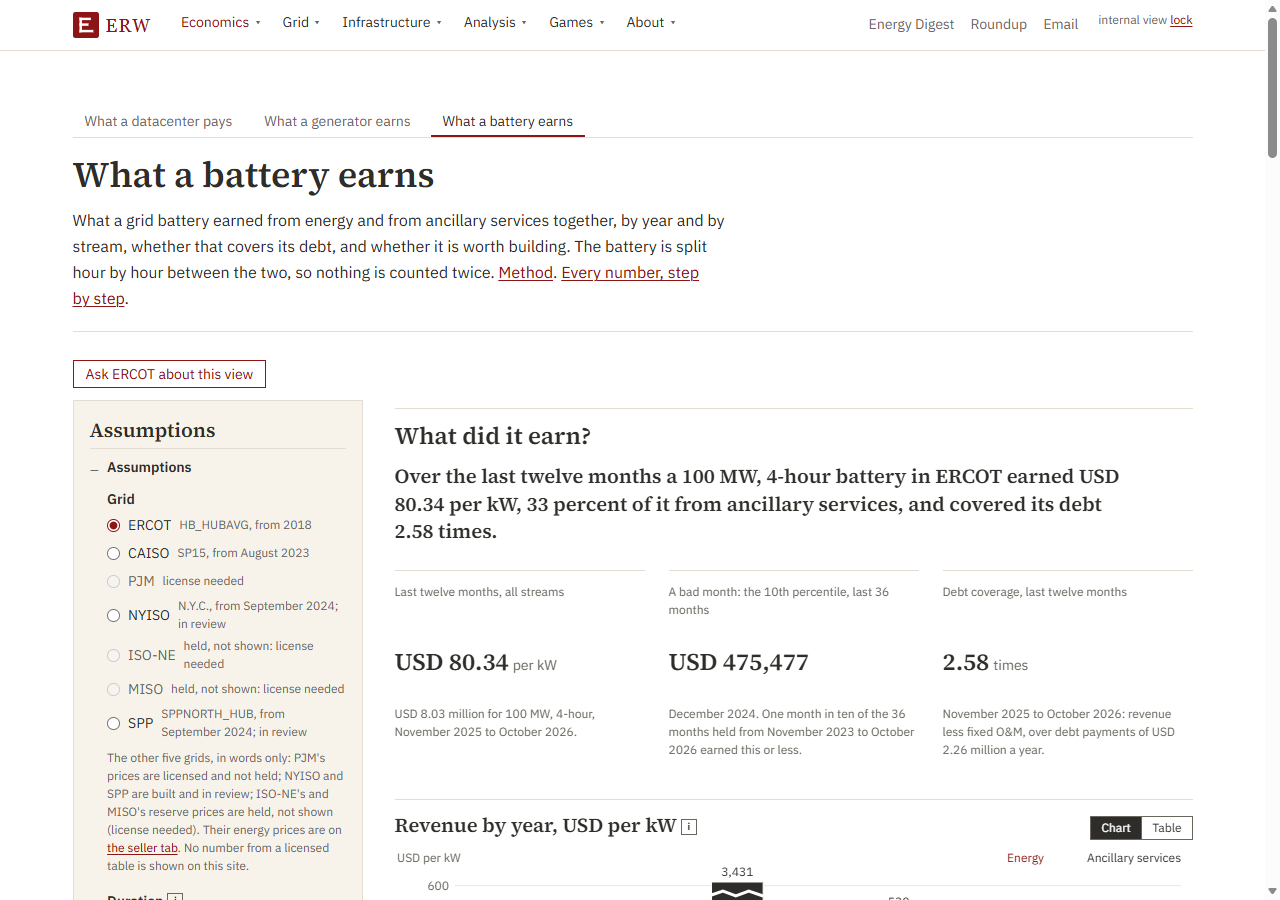 E ERW Economics Grid Infrastructure Analysis Games About Energy Digest Roundup Email internal view lock
What a datacenter pays What a generator earns What a battery earns
What a battery earns
What a grid battery earned from energy and from ancillary services together, by year and by
stream, whether that covers its debt, and whether it is worth building. The battery is split
hour by hour between the two, so nothing is counted twice. Method. Every number, step
by step.
Ask ERCOT about this view
Assumptions
– Assumptions
Grid
ERCOT HB_HUBAVG, from 2018
CAISO SP15, from August 2023
PJM license needed
NYISO N.Y.C., from September 2024;
in review
ISO-NE held, not shown: license
needed
MISO held, not shown: license needed
SPP SPPNORTH_HUB, from
September 2024; in review
The other five grids, in words only: PJM's
prices are licensed and not held; NYISO and
SPP are built and in review; ISO-NE's and
MISO's reserve prices are held, not shown
(license needed). Their energy prices are on
the seller tab. No number from a licensed
table is shown on this site.
Duration i
What did it earn?
Over the last twelve months a 100 MW, 4-hour battery in ERCOT earned USD
80.34 per kW, 33 percent of it from ancillary services, and covered its debt
2.58 times.
Last twelve months, all streams
USD 80.34 per kW
USD 8.03 million for 100 MW, 4-hour,
November 2025 to October 2026.
A bad month: the 10th percentile, last 36
months
USD 475,477
December 2024. One month in ten of the 36
months held from November 2023 to October
2026 earned this or less.
Debt coverage, last twelve months
2.58 times
November 2025 to October 2026: revenue
less fixed O&M, over debt payments of USD
2.26 million a year.
Revenue by year, USD per kW i
Chart Table
USD per kW Energy Ancillary services
3,431
600